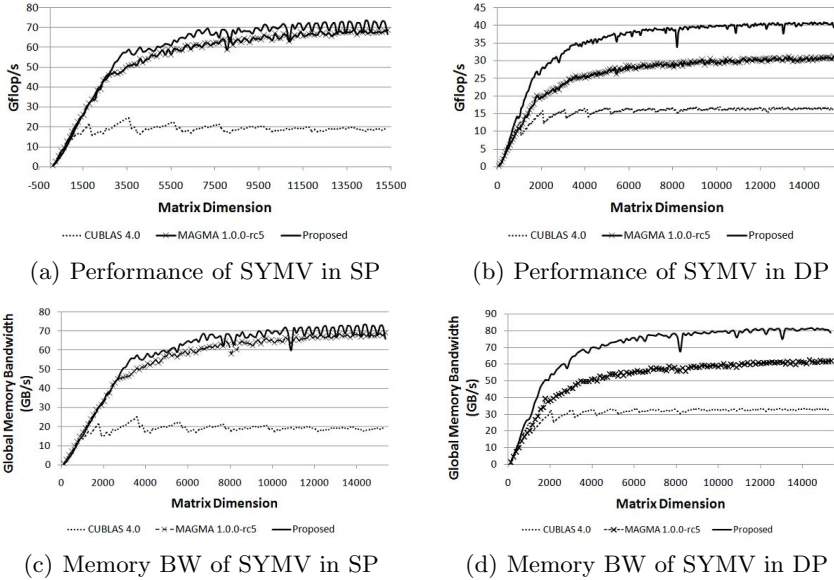 80
70
60
50
40
30
20
10
0
Gflop/s
-500 1500 3500 5500 7500 9500 11500 13500 15500
Matrix Dimension
CUBLAS 4.0 MAGMA 1.0.0-rc5 Proposed
(a) Performance of SYMV in SP
45
40
35
30
25
20
15
10
5
0
Gflop/s
0 2000 4000 6000 8000 10000 12000 14000
Matrix Dimension
CUBLAS 4.0 MAGMA 1.0.0-rc5 Proposed
(b) Performance of SYMV in DP
80
70
60
50
40
30
20
10
0
Global Memory Bandwidth
(GB/s)
0 2000 4000 6000 8000 10000 12000 14000
Matrix Dimension
CUBLAS 4.0 MAGMA 1.0.0-rc5 Proposed
(c) Memory BW of SYMV in SP
90
80
70
60
50
40
30
20
10
0
Global Memory Bandwidth
(GB/s)
0 2000 4000 6000 8000 10000 12000 14000
Matrix Dimension
CUBLAS 4.0 MAGMA 1.0.0-rc5 Proposed
(d) Memory BW of SYMV in DP